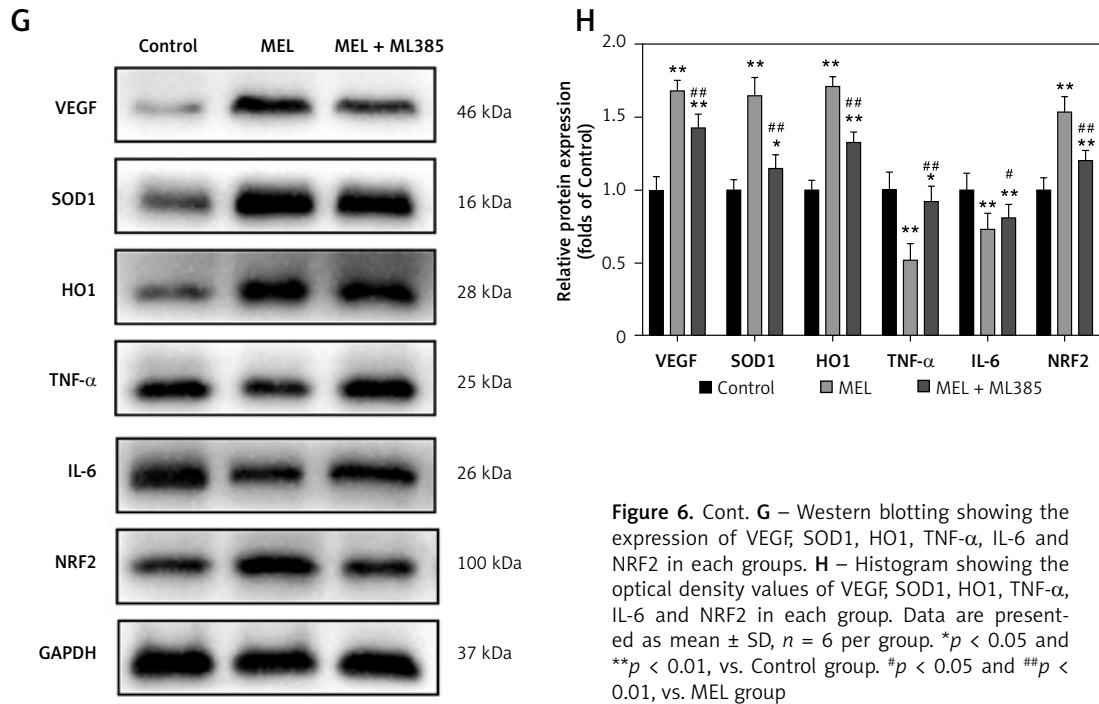 G
Control MEL MEL + ML385
VEGF 46 kDa
SOD1 16 kDa
HO1 28 kDa
TNF-α 25 kDa
IL-6 26 kDa
NRF2 100 kDa
GAPDH 37 kDa
H
Relative protein expression
(folds of Control)
2.0
1.5
1.0
0.5
0
** ## ** ** ## * ** ## ** ** ## * ** # ** ** ## **
VEGF SOD1 HO1 TNF-α IL-6 NRF2
Control MEL MEL + ML385
Figure 6. Cont. G – Western blotting showing the
expression of VEGF, SOD1, HO1, TNF-α, IL-6 and
NRF2 in each groups. H – Histogram showing the
optical density values of VEGF, SOD1, HO1, TNF-α,
IL-6 and NRF2 in each group. Data are present-
ed as mean ± SD, n = 6 per group. *p < 0.05 and
**p < 0.01, vs. Control group. #p < 0.05 and ##p <
0.01, vs. MEL group